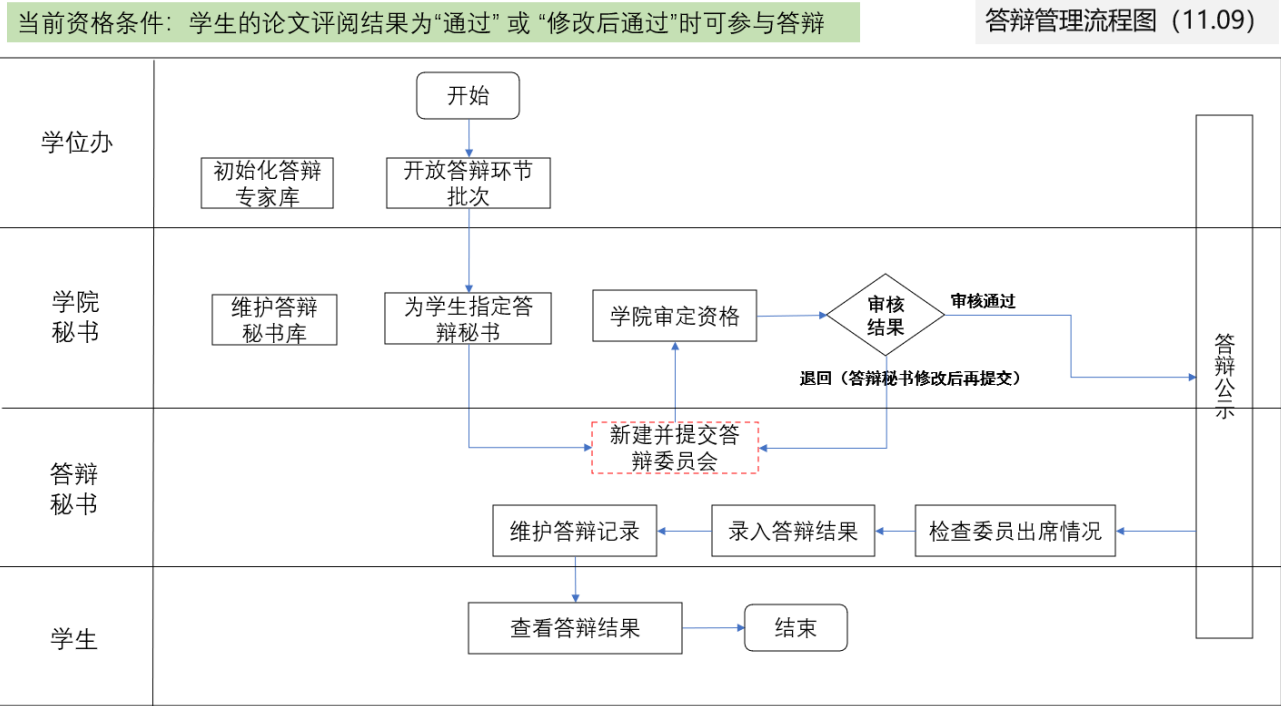 当前资格条件：学生的论文评阅结果为“通过” 或 “修改后通过”时可参与答辩
答辩管理流程图（11.09）
学位办
开始
初始化答辩
专家库
开放答辩环节
批次
学院
秘书
维护答辩
秘书库
为学生指定答
辩秘书
学院审定资格
审核
结果
审核通过
退回（答辩秘书修改后再提交）
答
辩
公
示
答辩
秘书
新建并提交答
辩委员会
维护答辩记录
录入答辩结果
检查委员出席情况
学生
查看答辩结果
结束